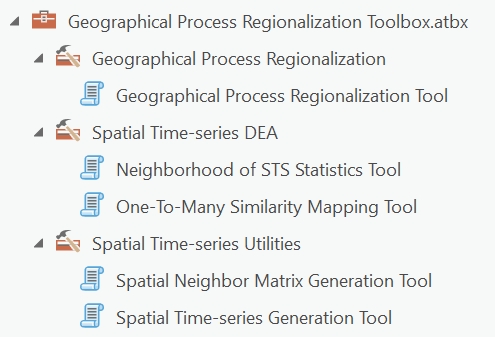 Geographical Process Regionalization Toolbox.atbx
Geographical Process Regionalization
Geographical Process Regionalization Tool
Spatial Time-series DEA
Neighborhood of STS Statistics Tool
One-To-Many Similarity Mapping Tool
Spatial Time-series Utilities
Spatial Neighbor Matrix Generation Tool
Spatial Time-series Generation Tool